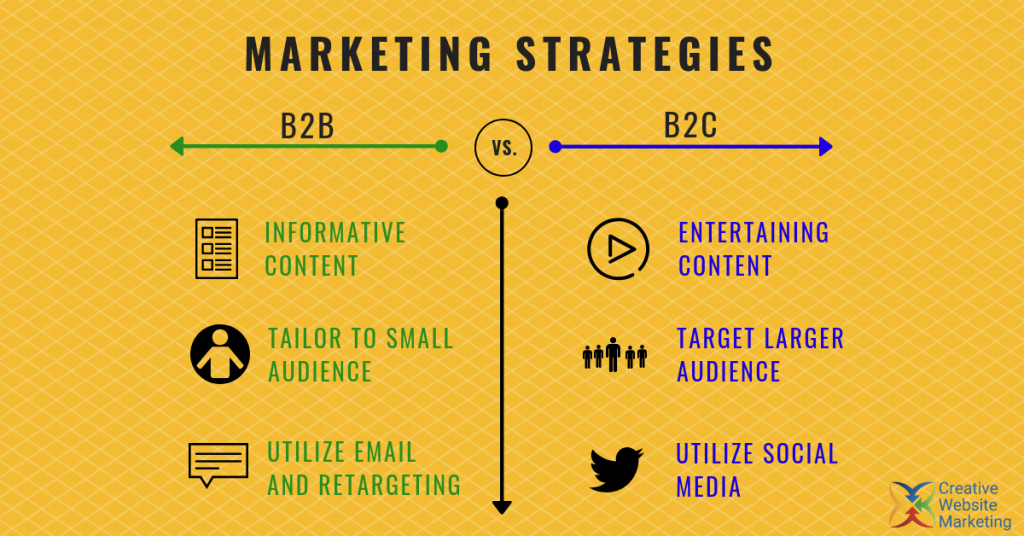 MARKETING STRATEGIES
B2B
VS.
B2C
INFORMATIVE
CONTENT
ENTERTAINING
CONTENT
TAILOR TO SMALL
AUDIENCE
TARGET LARGER
AUDIENCE
UTILIZE EMAIL
AND RETARGETING
UTILIZE SOCIAL
MEDIA
Creative
Website
Marketing